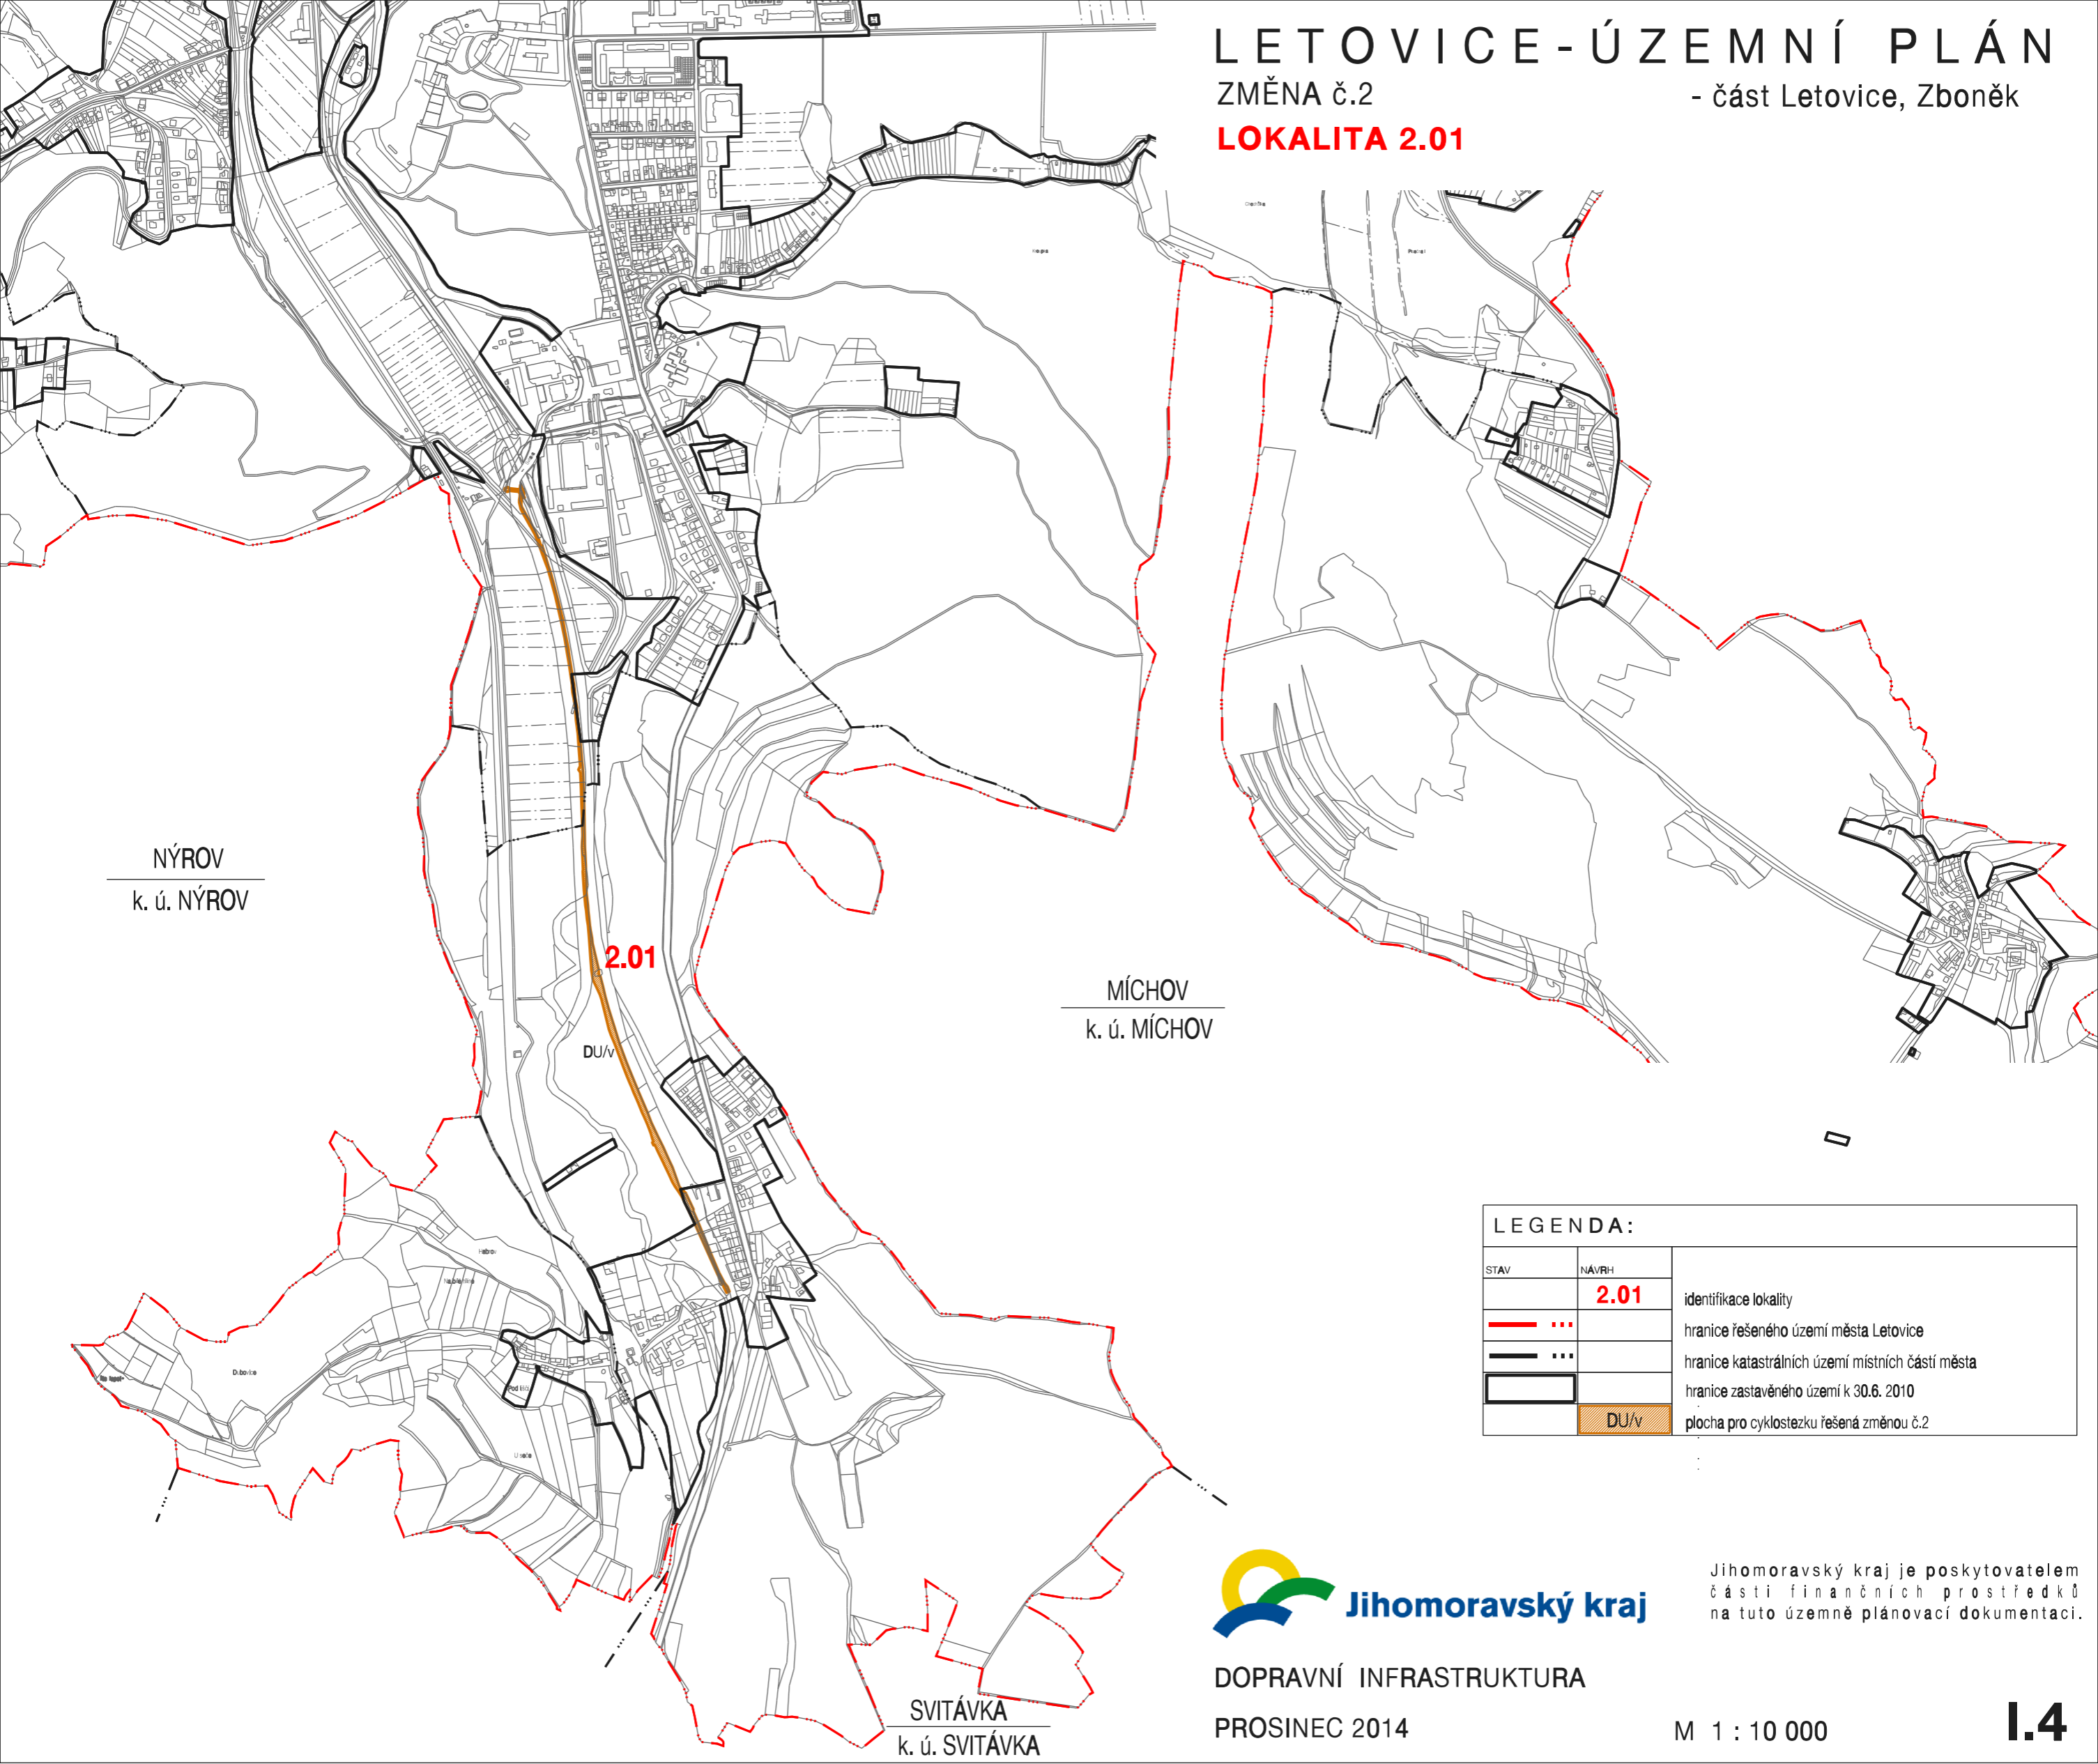 LETOVICE-ÚZEMNÍ PLÁN
ZMĚNA č.2
- část Letovice, Zboněk
LOKALITA 2.01
NÝROV
k. ú. NÝROV
2.01
MÍCHOV
k. ú. MÍCHOV
DU/v
Dubovice
Pod
U
LEGENDA:
STAV
NÁVRH
2.01
identifikace lokality
hranice řešeného území města Letovice
hranice katastrálních území místních částí města
hranice zastavěného území k 30.6. 2010
DU/v
plocha pro cyklostezku řešená změnou č.2
Jihomoravský kraj
Jihomoravský kraj je poskytovatelem
části finančních prostředků
na tuto územně plánovací dokumentaci.
DOPRAVNÍ INFRASTRUKTURA
PROSINEC 2014
M 1 : 10 000
I.4
SVITÁVKA
k. ú. SVITÁVKA